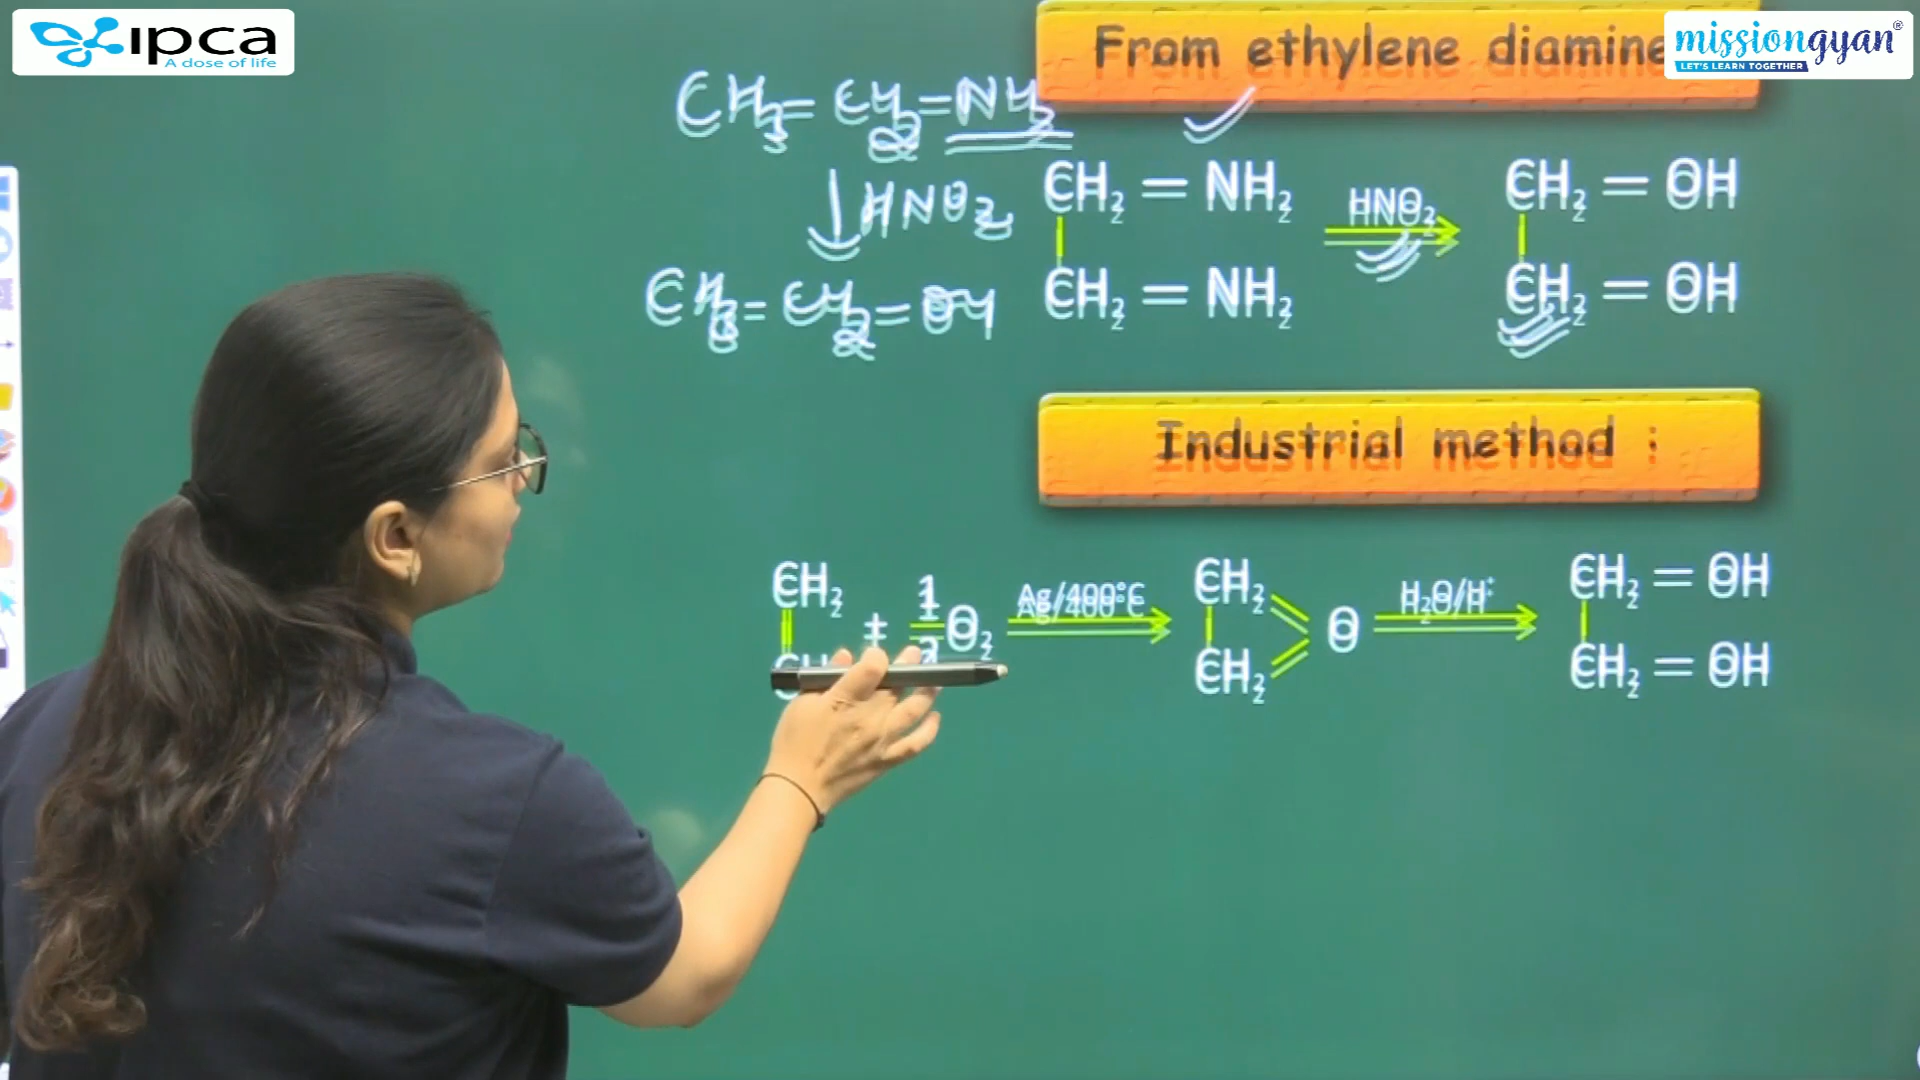 ipca
A dose of life
missiongyan®
LET'S LEARN TOGETHER
From ethylene diamine
CH3 – CH2 – NH2
↓ HNO2
CH3 – CH2 – OH
CH₂ – NH₂
CH₂ – NH₂
HNO₂
CH₂ – OH
CH₂ – OH
Industrial method :
CH₂
+ 1/2 O₂
Ag/400°C
CH₂
CH₂
O
H₂O/H⁺
CH₂ – OH
CH₂ – OH